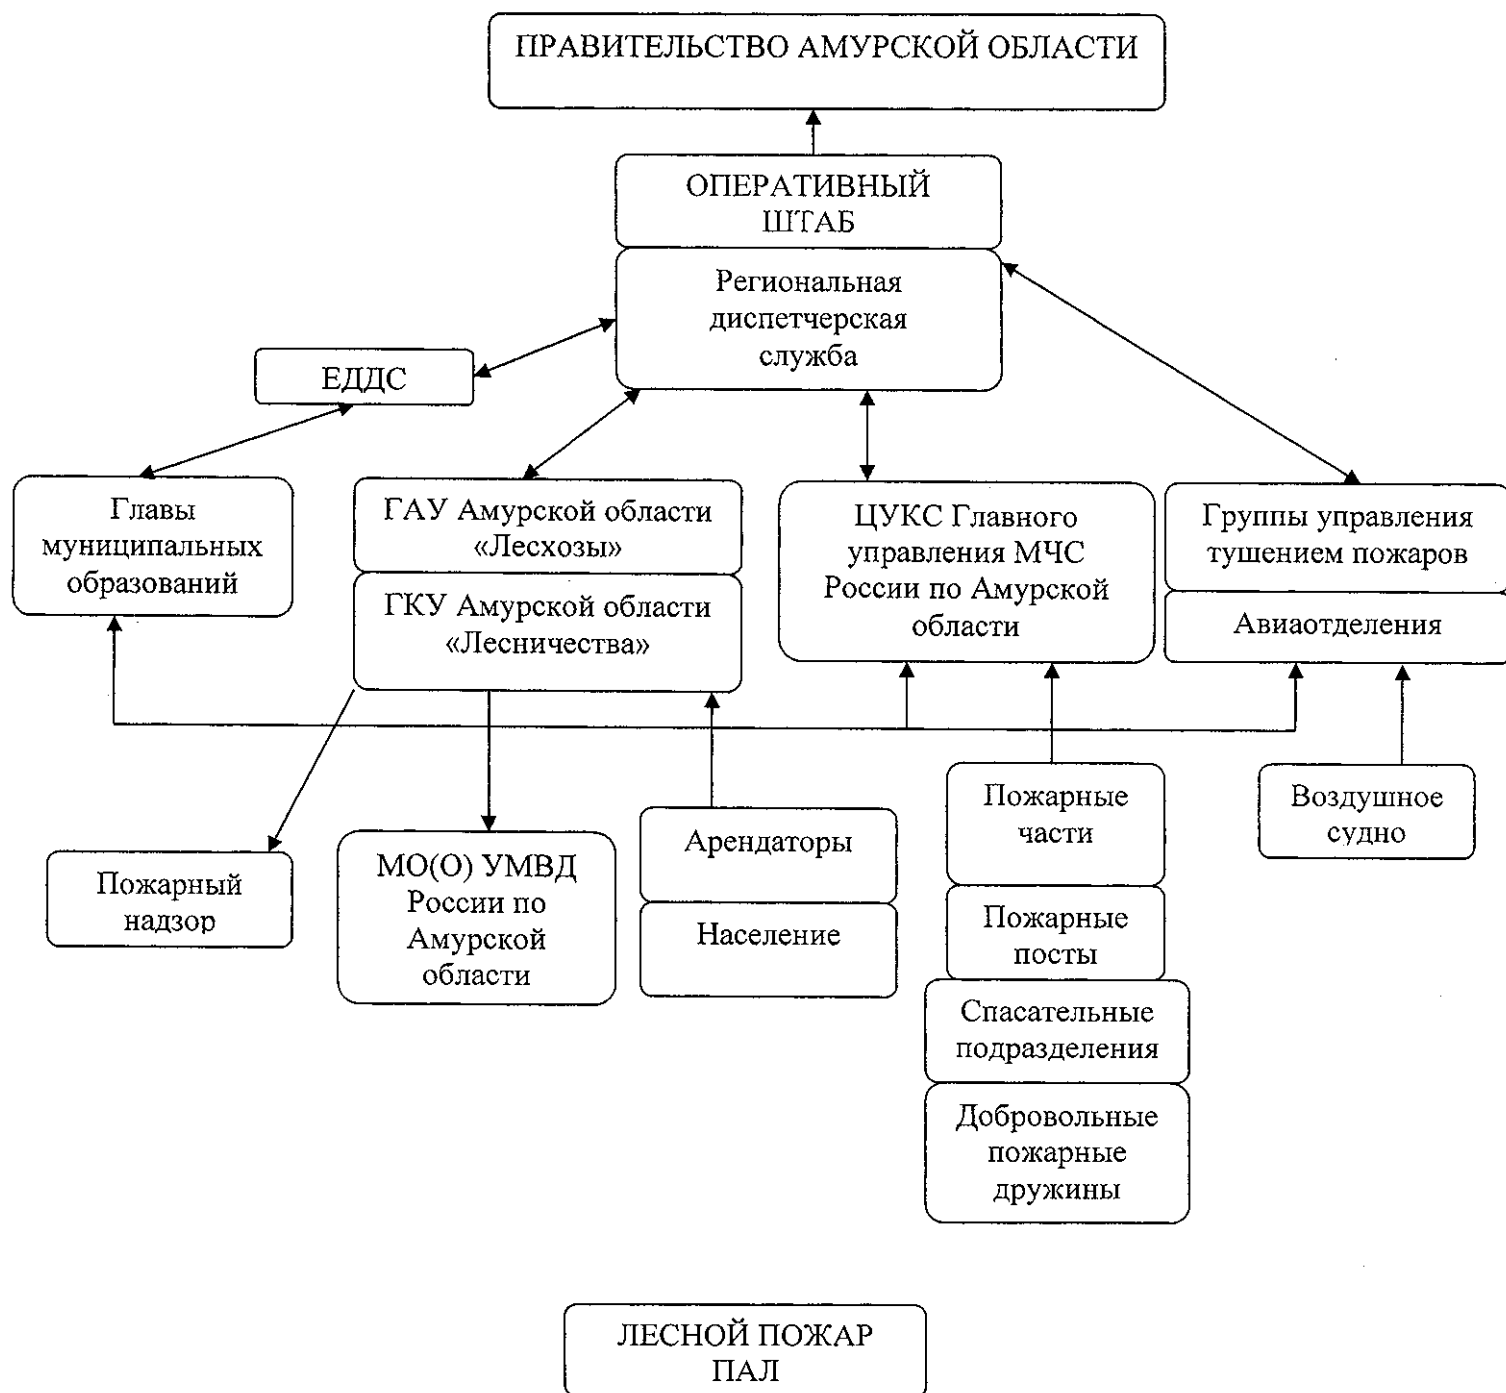 ПРАВИТЕЛЬСТВО АМУРСКОЙ ОБЛАСТИ
ОПЕРАТИВНЫЙ
ШТАБ
Региональная
диспетчерская
служба
ЕДДС
Главы
муниципальных
образований
ГАУ Амурской области
«Лесхозы»
ГКУ Амурской области
«Лесничества»
ЦУКС Главного
управления МЧС
России по Амурской
области
Группы управления
тушением пожаров
Авиаотделения
Пожарный
надзор
МО(О) УМВД
России по
Амурской
области
Арендаторы
Население
Пожарные
части
Пожарные
посты
Спасательные
подразделения
Добровольные
пожарные
дружины
Воздушное
судно
ЛЕСНОЙ ПОЖАР
ПАЛ